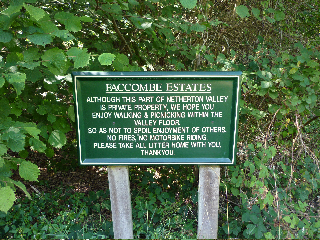 FACCOMBE ESTATES
ALTHOUGH THIS PART OF NETHERTON VALLEY
IS PRIVATE PROPERTY, WE HOPE YOU
ENJOY WALKING & PICNICKING WITHIN THE
VALLEY FLOOR.
SO AS NOT TO SPOIL ENJOYMENT OF OTHERS.
NO FIRES, NO MOTORBIKE RIDING.
PLEASE TAKE ALL LITTER HOME WITH YOU.
THANKYOU.